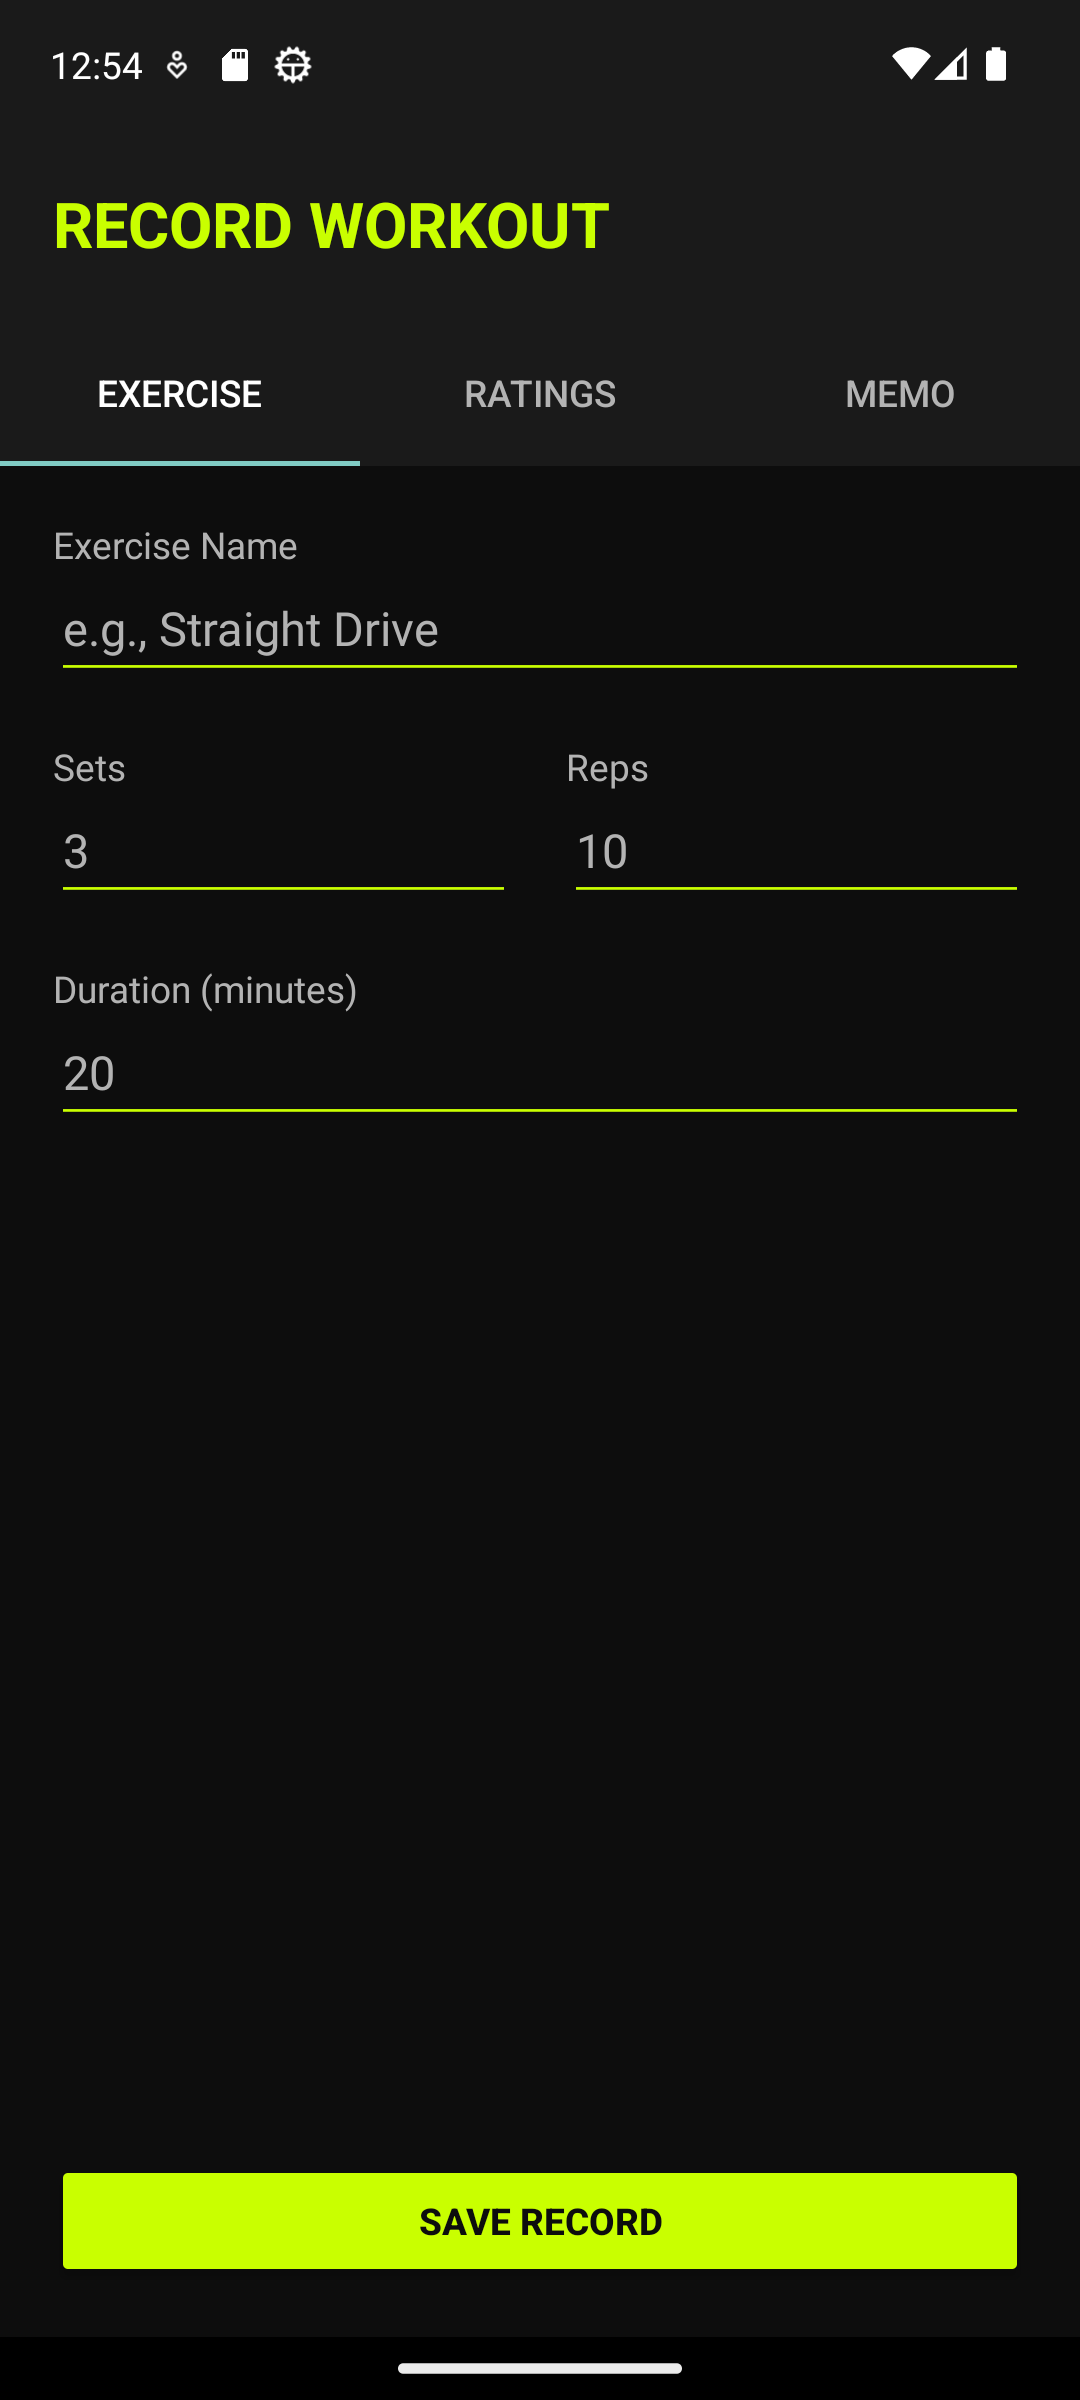 12:54
RECORD WORKOUT
EXERCISE RATINGS MEMO
Exercise Name
e.g., Straight Drive
Sets Reps
3 10
Duration (minutes)
20
SAVE RECORD